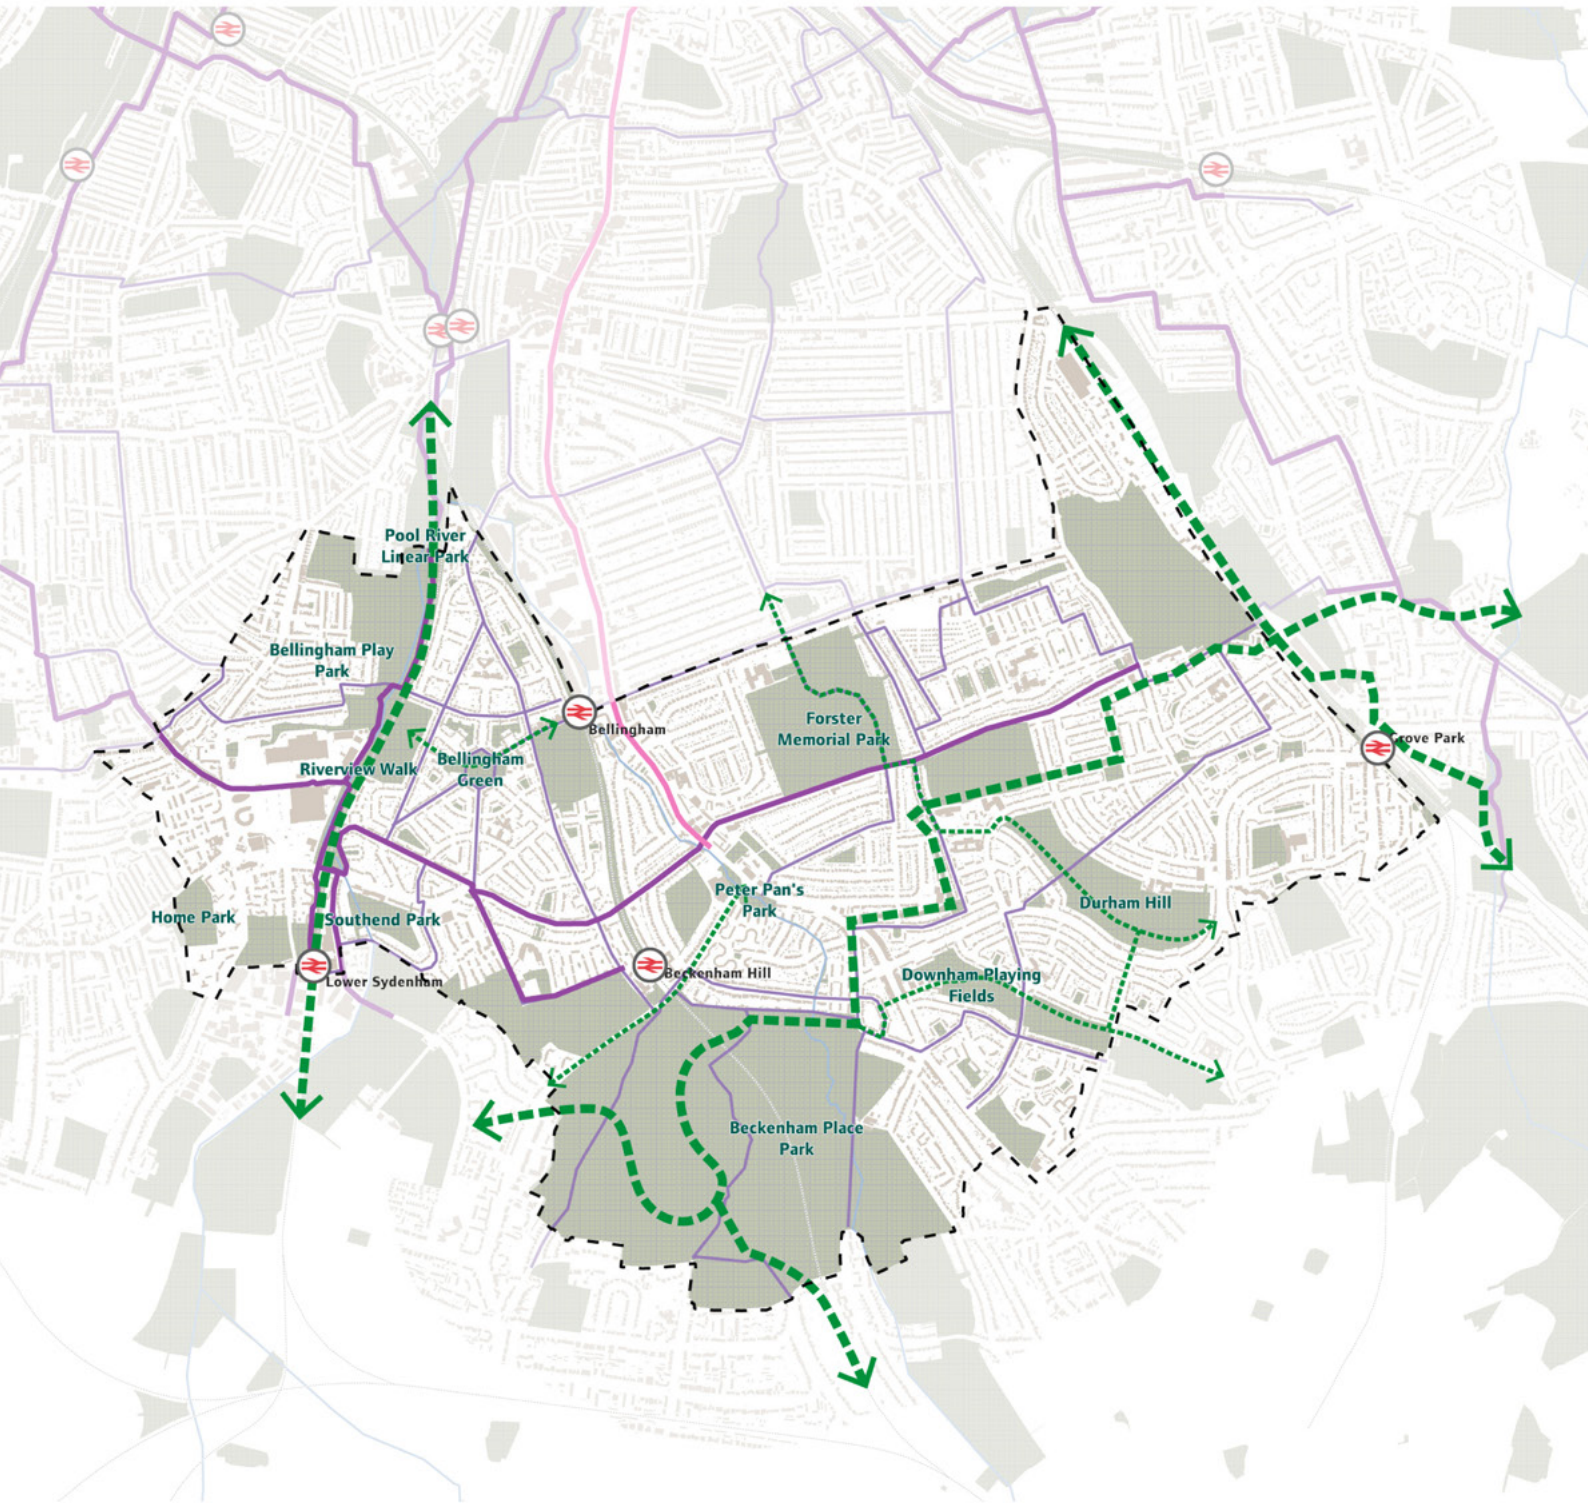 Pool River
Linear Park
Bellingham Play
Park
Bellingham
Forster
Memorial Park
Grove Park
Riverview Walk
Bellingham
Green
Peter Pan's
Park
Durham Hill
Home Park
Southend Park
Lower Sydenham
Beckenham Hill
Downham Playing
Fields
Beckenham Place
Park